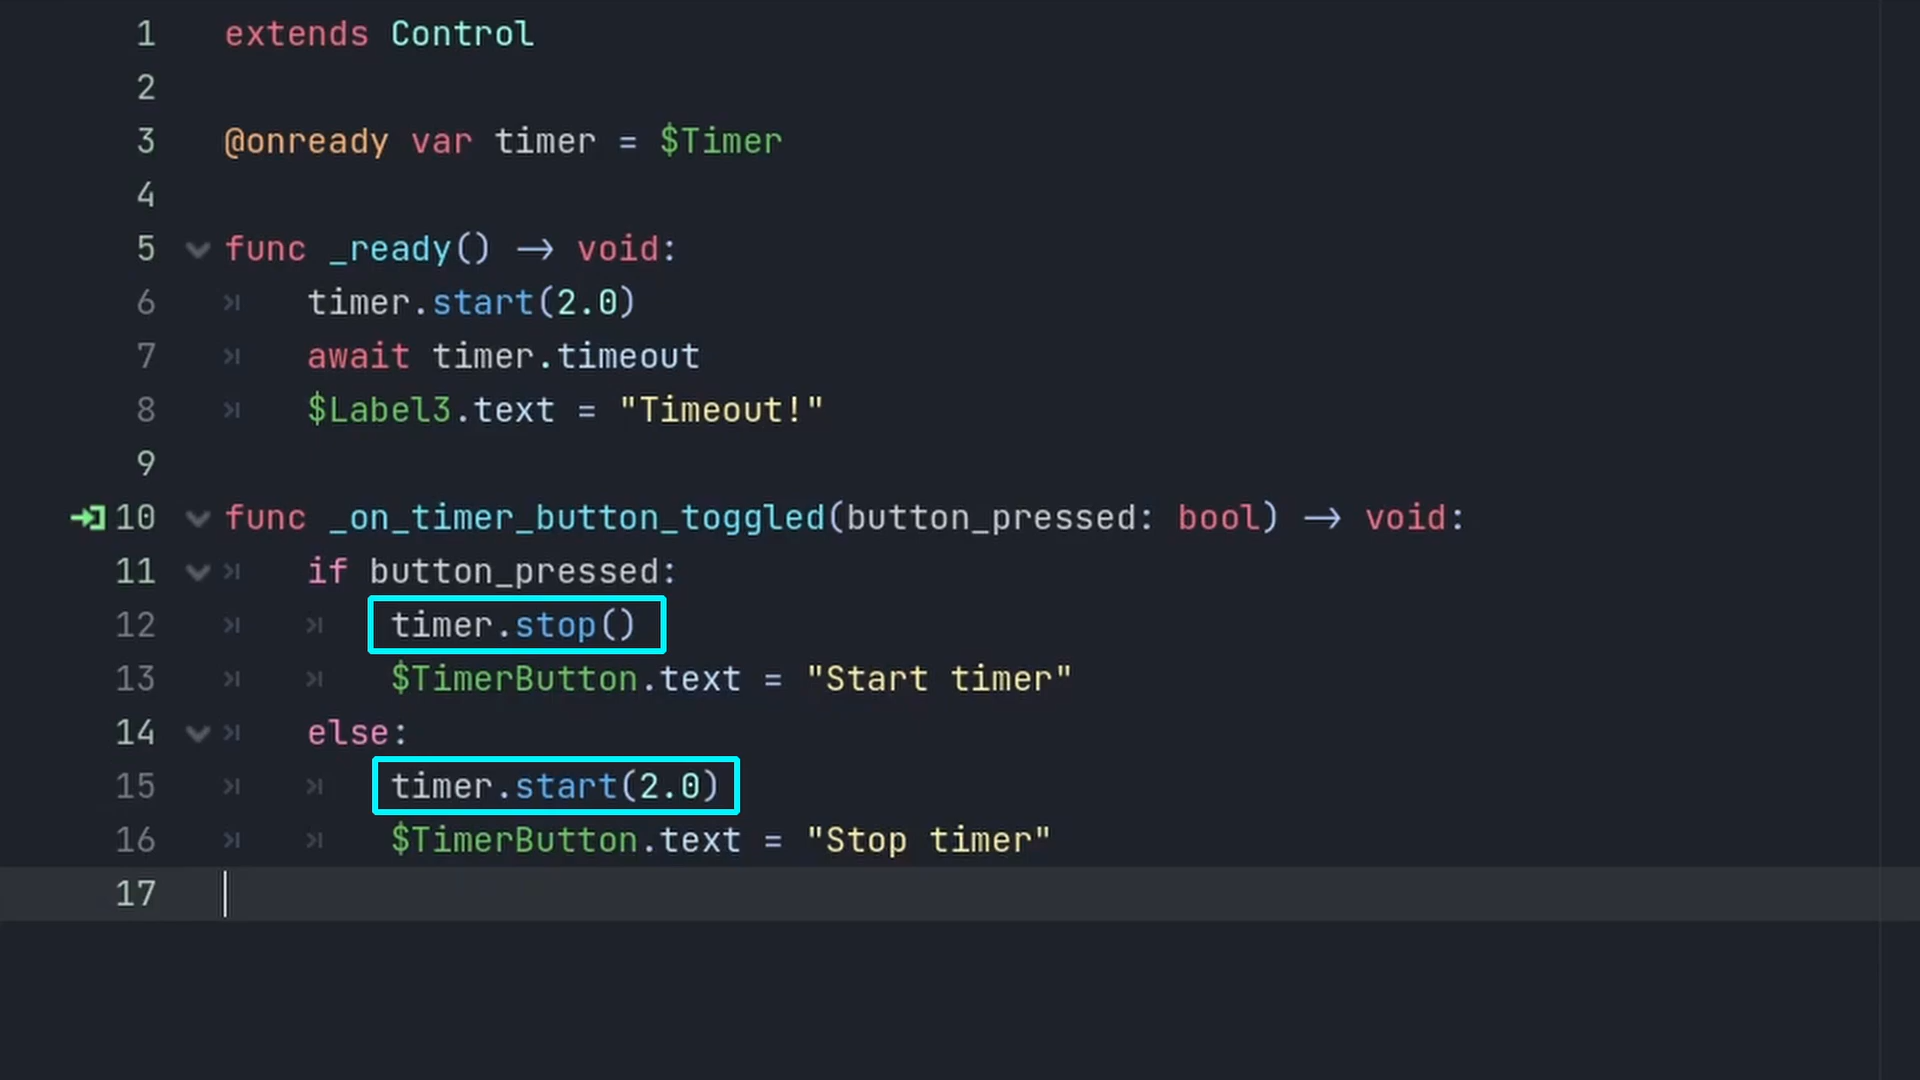 1 extends Control
2
3 @onready var timer = $Timer
4
5 func _ready() -> void:
6 timer.start(2.0)
7 await timer.timeout
8 $Label3.text = "Timeout!"
9
10 func _on_timer_button_toggled(button_pressed: bool) -> void:
11 if button_pressed:
12 timer.stop()
13 $TimerButton.text = "Start timer"
14 else:
15 timer.start(2.0)
16 $TimerButton.text = "Stop timer"
17